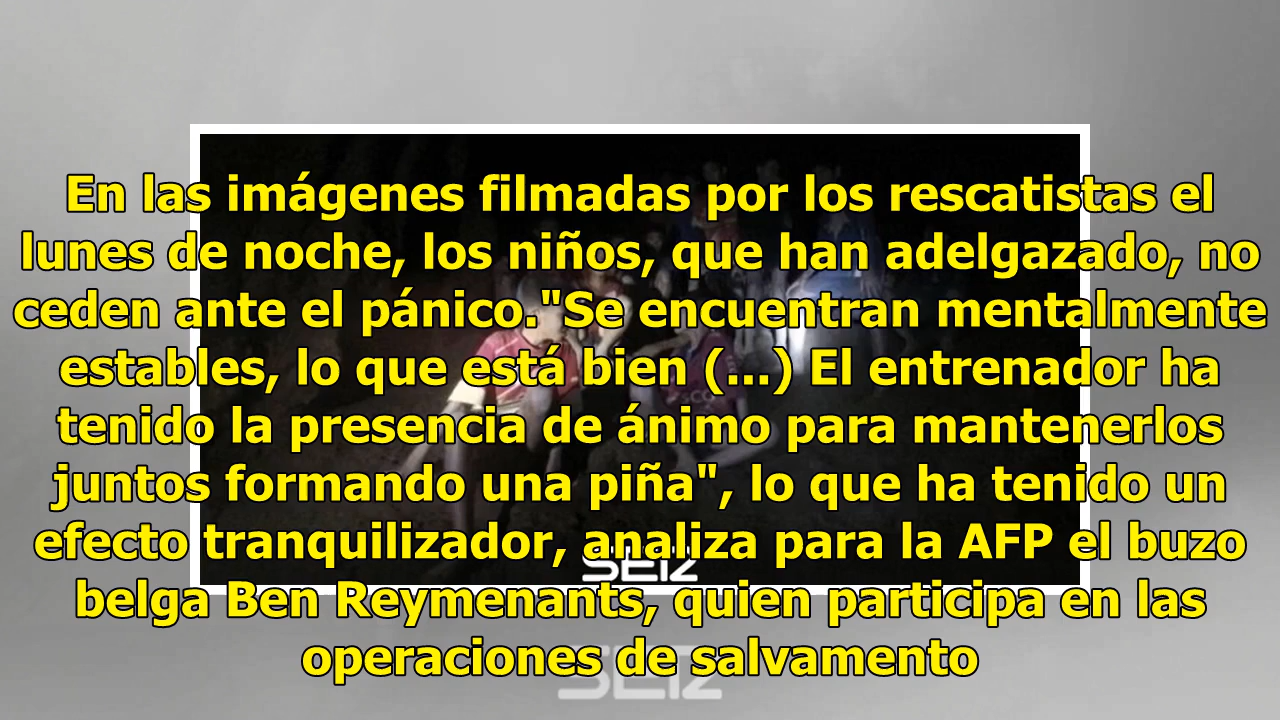 En las imágenes filmadas por los rescatistas el
lunes de noche, los niños, que han adelgazado, no
ceden ante el pánico."Se encuentran mentalmente
estables, lo que está bien (...) El entrenador ha
tenido la presencia de ánimo para mantenerlos
juntos formando una piña", lo que ha tenido un
efecto tranquilizador, analiza para la AFP el buzo
belga Ben Reymenants, quien participa en las
operaciones de salvamento